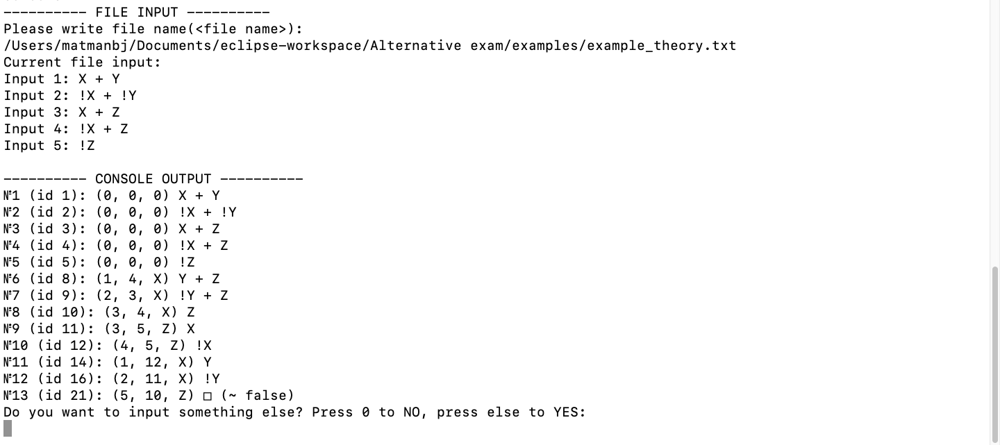 ---------- FILE INPUT ----------
Please write file name(<file name>):
/Users/matmanbj/Documents/eclipse-workspace/Alternative exam/examples/example_theory.txt
Current file input:
Input 1: X + Y
Input 2: !X + !Y
Input 3: X + Z
Input 4: !X + Z
Input 5: !Z
---------- CONSOLE OUTPUT ----------
№1 (id 1): (0, 0, 0) X + Y
№2 (id 2): (0, 0, 0) !X + !Y
№3 (id 3): (0, 0, 0) X + Z
№4 (id 4): (0, 0, 0) !X + Z
№5 (id 5): (0, 0, 0) !Z
№6 (id 8): (1, 4, X) Y + Z
№7 (id 9): (2, 3, X) !Y + Z
№8 (id 10): (3, 4, X) Z
№9 (id 11): (3, 5, Z) X
№10 (id 12): (4, 5, Z) !X
№11 (id 14): (1, 12, X) Y
№12 (id 16): (2, 11, X) !Y
№13 (id 21): (5, 10, Z) □ (~ false)
Do you want to input something else? Press 0 to NO, press else to YES: